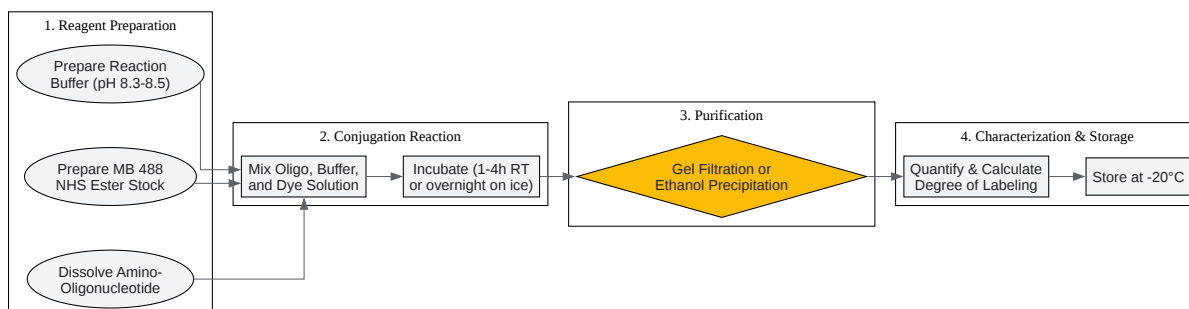 1. Reagent Preparation
Prepare Reaction
Buffer (pH 8.3-8.5)
Prepare MB 488
NHS Ester Stock
Dissolve Amino-
Oligonucleotide
2. Conjugation Reaction
Mix Oligo, Buffer,
and Dye Solution
Incubate (1-4h RT
or overnight on ice)
3. Purification
Gel Filtration or
Ethanol Precipitation
4. Characterization & Storage
Quantify & Calculate
Degree of Labeling
Store at -20°C